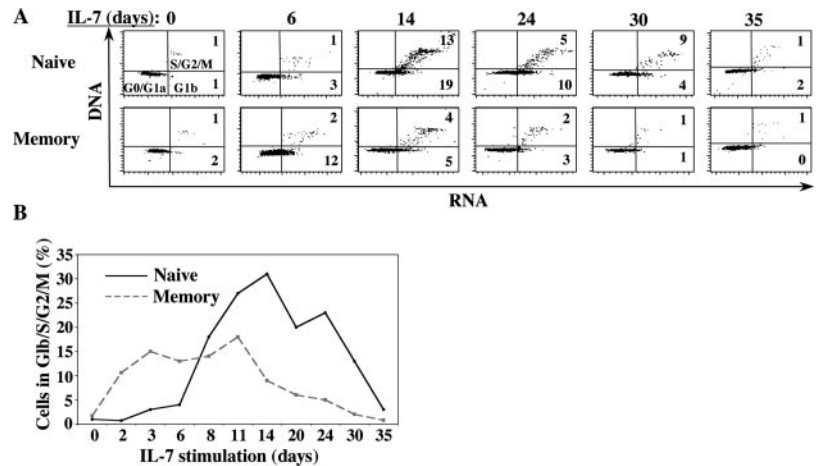 A
IL-7 (days): 0 6 14 24 30 35
Naive
1 1 13 5 9 1
S/G2/M
G0/G1a G1b 1 3 19 10 4 2
DNA
Memory
1 2 4 2 1 1
2 12 5 3 1 0
RNA
B
Cells in Glb/S/G2/M (%)
35
30
25
20
15
10
5
0
Naive
Memory
0 2 3 6 8 11 14 20 24 30 35
IL-7 stimulation (days)